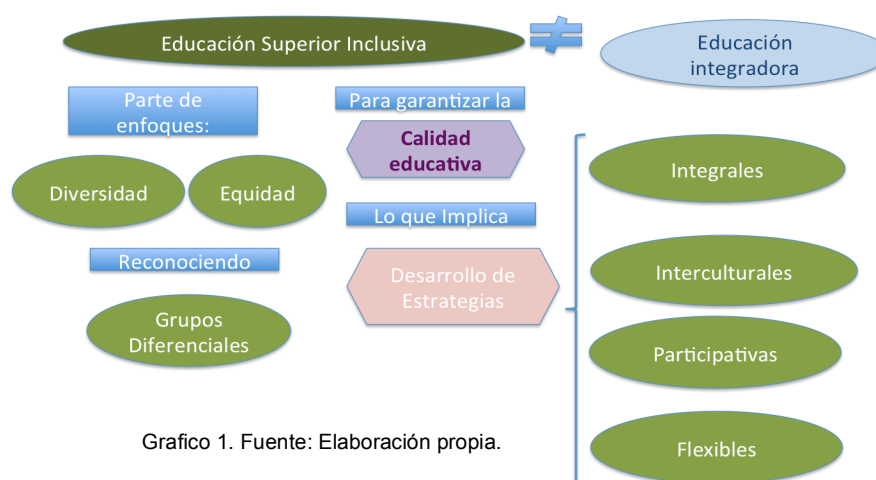 Educación Superior Inclusiva
≠
Educación
integradora
Parte de
enfoques:
Diversidad
Equidad
Reconociendo
Grupos
Diferenciales
Para garantizar la
Calidad
educativa
Lo que Implica
Desarrollo de
Estrategias
Integrales
Interculturales
Participativas
Flexibles
Grafico 1. Fuente: Elaboración propia.